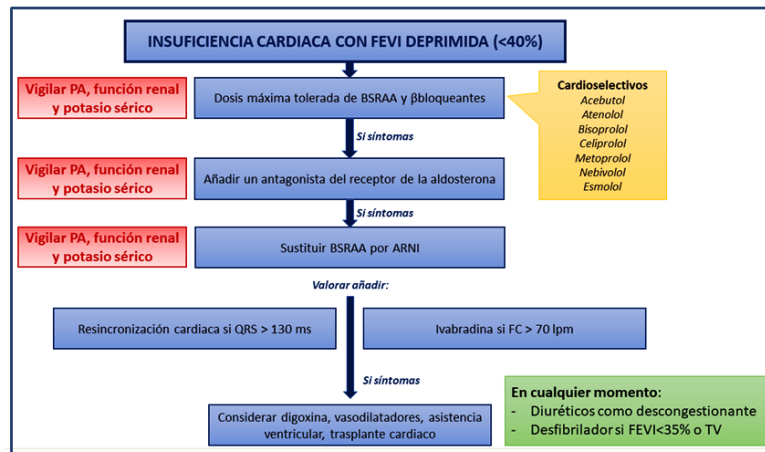 INSUFICIENCIA CARDIACA CON FEVI DEPRIMIDA (<40%)
Vigilar PA, función renal
y potasio sérico
Dosis máxima tolerada de BSRAA y βbloqueantes
Cardioselectivos
Acebutol
Atenolol
Bisoprolol
Celiprolol
Metoprolol
Nebivolol
Esmolol
Si síntomas
Vigilar PA, función renal
y potasio sérico
Añadir un antagonista del receptor de la aldosterona
Si síntomas
Vigilar PA, función renal
y potasio sérico
Sustituir BSRAA por ARNI
Valorar añadir:
Resincronización cardiaca si QRS > 130 ms
Ivabradina si FC > 70 lpm
Si síntomas
Considerar digoxina, vasodilatadores, asistencia
ventricular, trasplante cardiaco
En cualquier momento:
- Diuréticos como descongestionante
- Desfibrilador si FEVI<35% o TV